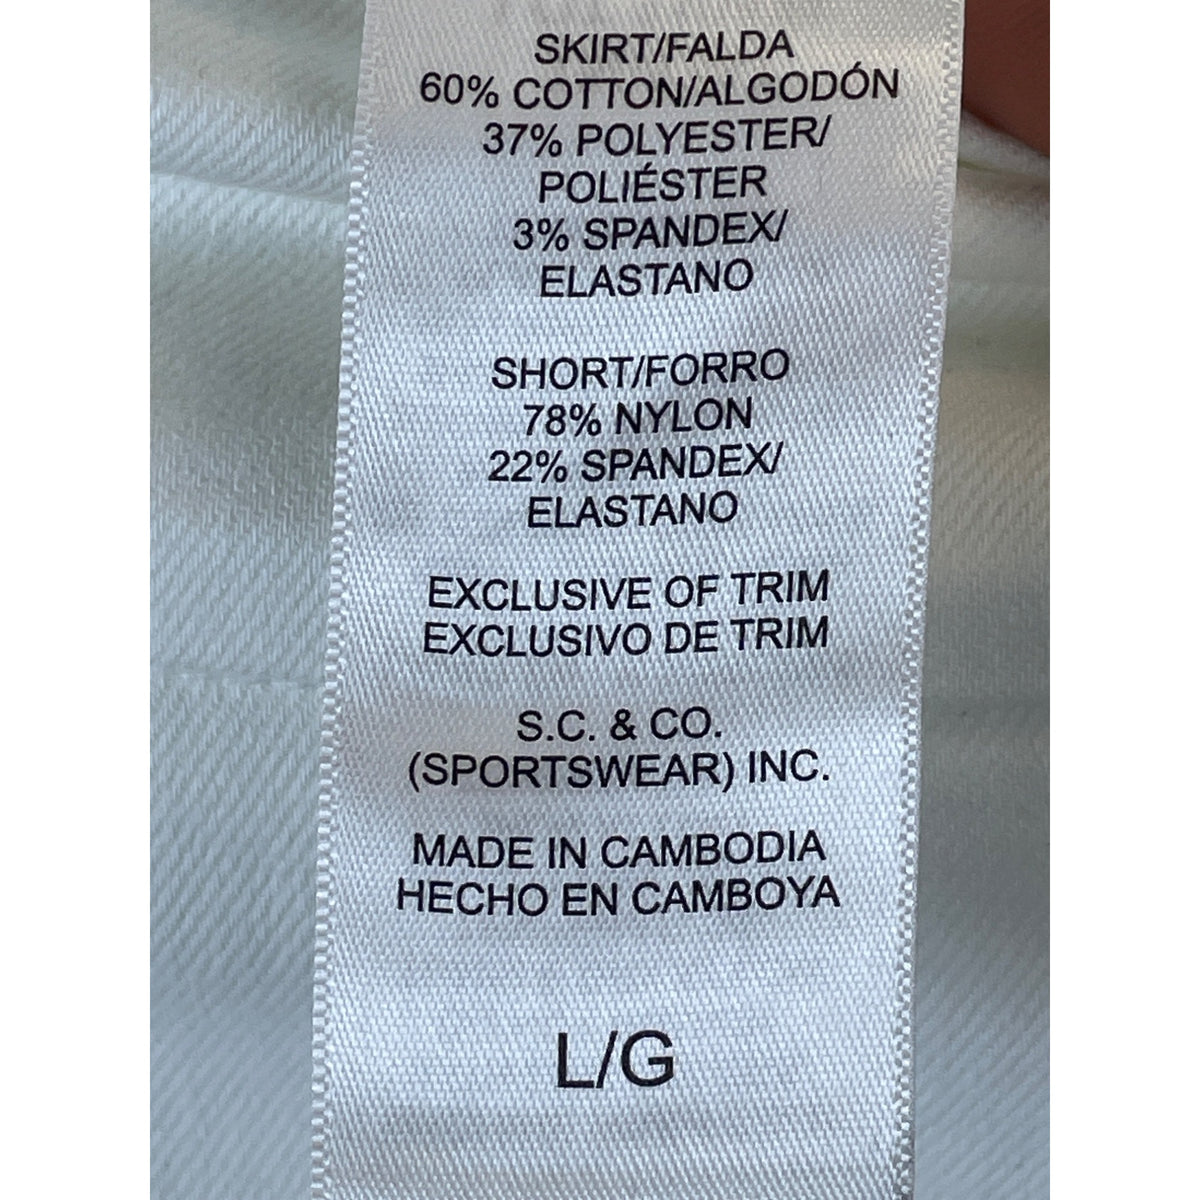 SKIRT/FALDA
60% COTTON/ALGODÓN
37% POLYESTER/
POLIÉSTER
3% SPANDEX/
ELASTANO
SHORT/FORRO
78% NYLON
22% SPANDEX/
ELASTANO
EXCLUSIVE OF TRIM
EXCLUSIVO DE TRIM
S.C. & CO.
(SPORTSWEAR) INC.
MADE IN CAMBODIA
HECHO EN CAMBOYA
L/G